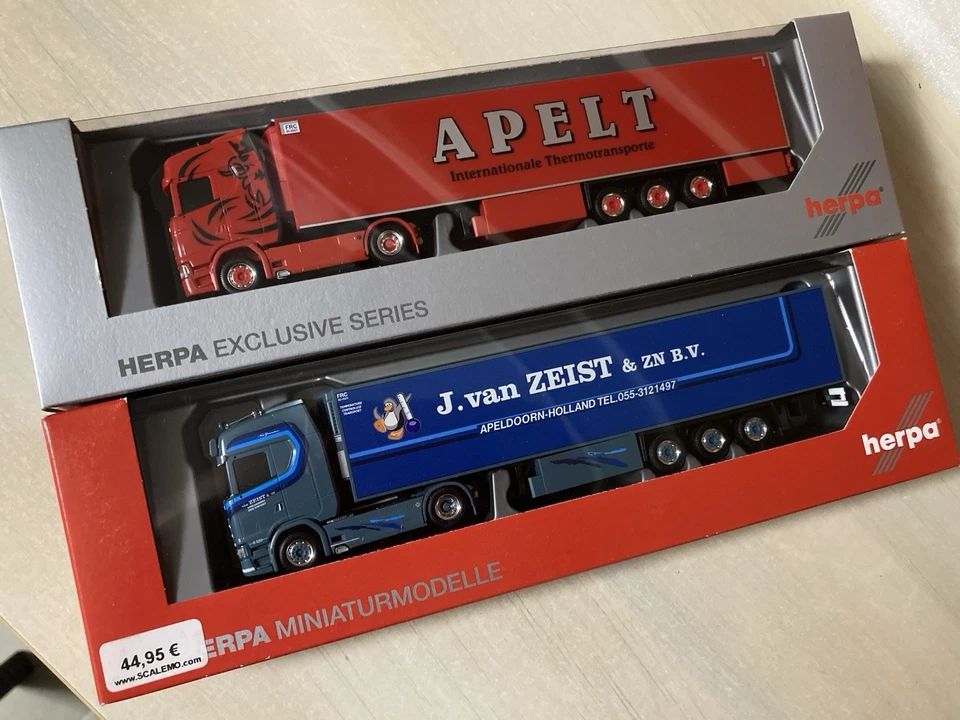 FRC
APELT
Internationale Thermotransporte
herpa
HERPA EXCLUSIVE SERIES
FRC
J. van ZEIST & ZN B.V.
APELDOORN-HOLLAND TEL.055-3121497
ZEIST
herpa
ERPA MINIATURMODELLE
44,95 €
www.SCALEMO.com